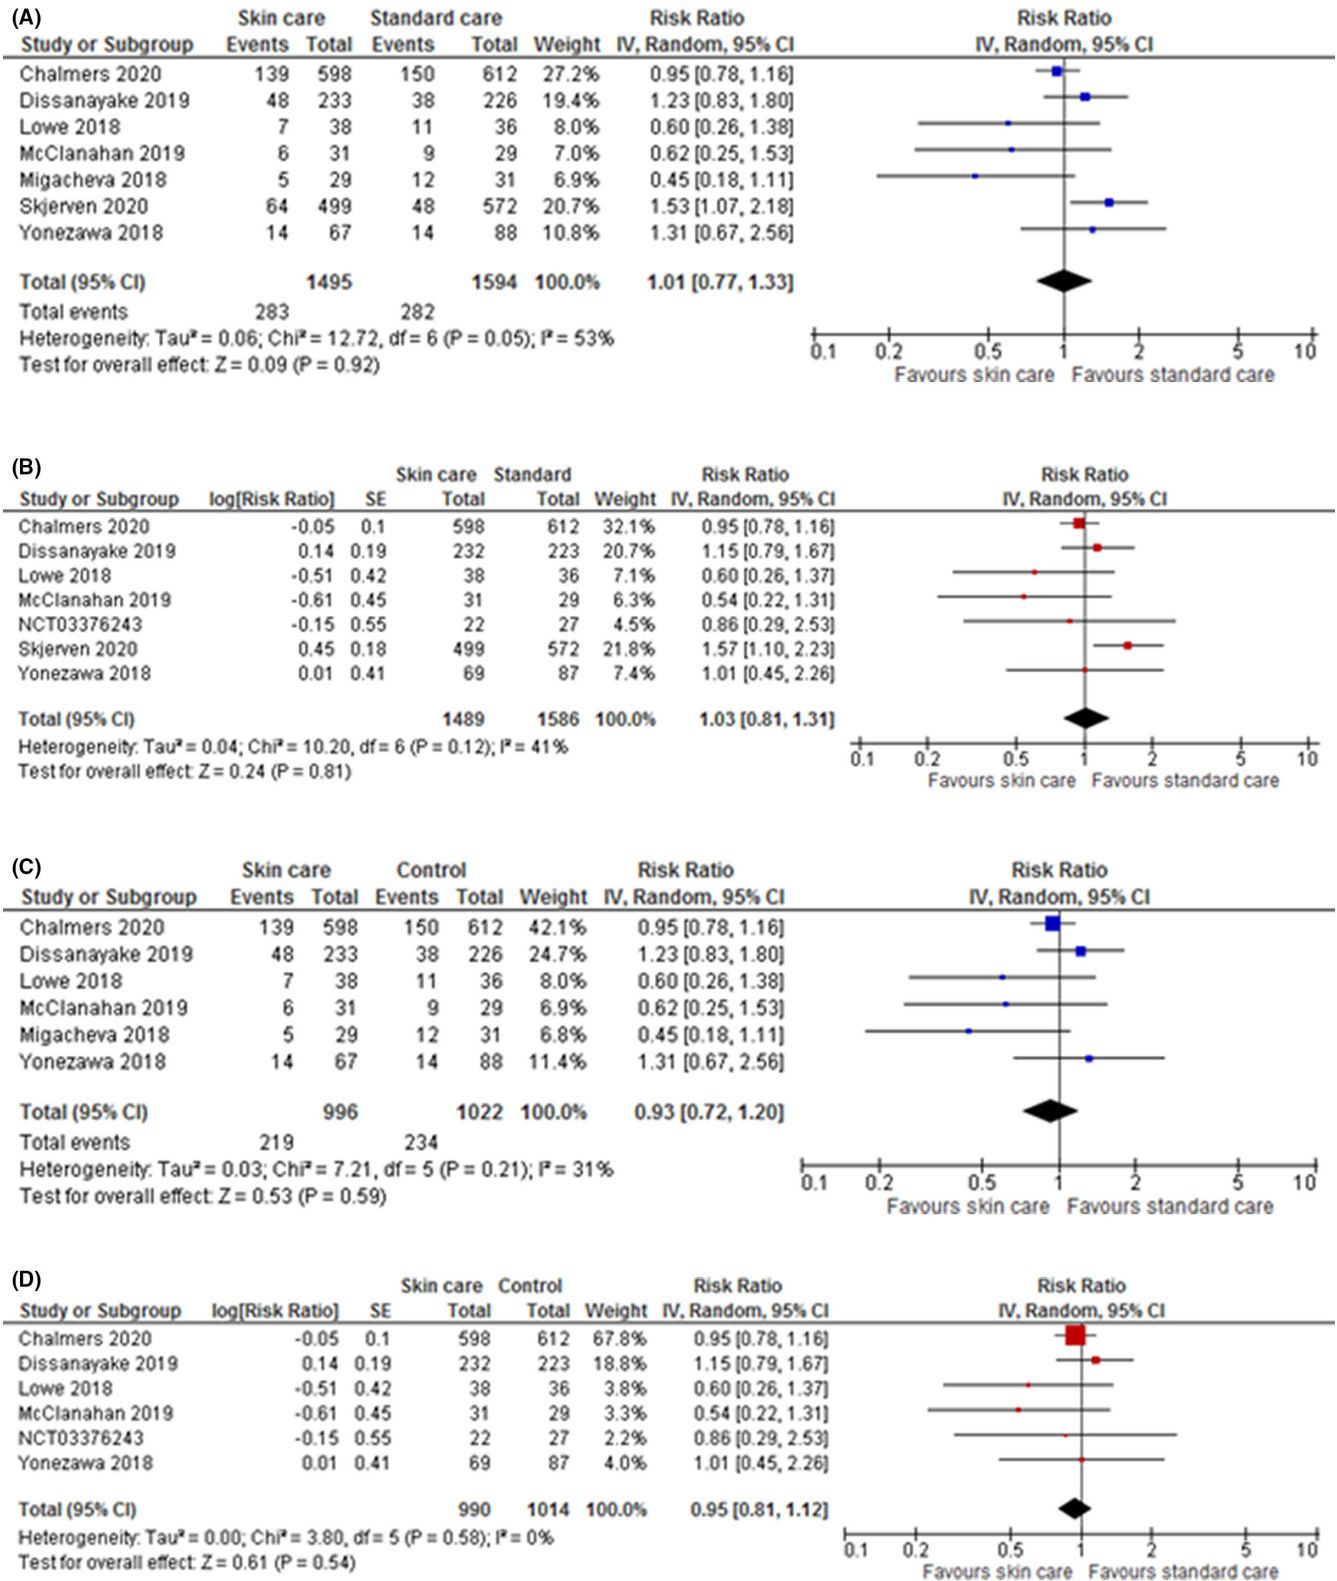 (A)
Skin care Standard care Risk Ratio Risk Ratio
Study or Subgroup Events Total Events Total Weight IV, Random, 95% CI IV, Random, 95% CI
Chalmers 2020 139 598 150 612 27.2% 0.95 [0.78, 1.16]
Dissanayake 2019 48 233 38 226 19.4% 1.23 [0.83, 1.80]
Lowe 2018 7 38 11 36 8.0% 0.60 [0.26, 1.38]
McClanahan 2019 6 31 9 29 7.0% 0.62 [0.25, 1.53]
Migacheva 2018 5 29 12 31 6.9% 0.45 [0.18, 1.11]
Skjerven 2020 64 499 48 572 20.7% 1.53 [1.07, 2.18]
Yonezawa 2018 14 67 14 88 10.8% 1.31 [0.67, 2.56]
Total (95% CI) 1495 1594 100.0% 1.01 [0.77, 1.33]
Total events 283 282
Heterogeneity: Tau² = 0.06; Chi² = 12.72, df = 6 (P = 0.05); I² = 53%
Test for overall effect: Z = 0.09 (P = 0.92)
0.1 0.2 0.5 1 2 5 10
Favours skin care Favours standard care
(B)
Skin care Standard Risk Ratio Risk Ratio
Study or Subgroup log[Risk Ratio] SE Total Total Weight IV, Random, 95% CI IV, Random, 95% CI
Chalmers 2020 -0.05 0.1 598 612 32.1% 0.95 [0.78, 1.16]
Dissanayake 2019 0.14 0.19 232 223 20.7% 1.15 [0.79, 1.67]
Lowe 2018 -0.51 0.42 38 36 7.1% 0.60 [0.26, 1.37]
McClanahan 2019 -0.61 0.45 31 29 6.3% 0.54 [0.22, 1.31]
NCT03376243 -0.15 0.55 22 27 4.5% 0.86 [0.29, 2.53]
Skjerven 2020 0.45 0.18 499 572 21.8% 1.57 [1.10, 2.23]
Yonezawa 2018 0.01 0.41 69 87 7.4% 1.01 [0.45, 2.26]
Total (95% CI) 1489 1586 100.0% 1.03 [0.81, 1.31]
Heterogeneity: Tau² = 0.04; Chi² = 10.20, df = 6 (P = 0.12); I² = 41%
Test for overall effect: Z = 0.24 (P = 0.81)
0.1 0.2 0.5 1 2 5 10
Favours skin care Favours standard care
(C)
Skin care Control Risk Ratio Risk Ratio
Study or Subgroup Events Total Events Total Weight IV, Random, 95% CI IV, Random, 95% CI
Chalmers 2020 139 598 150 612 42.1% 0.95 [0.78, 1.16]
Dissanayake 2019 48 233 38 226 24.7% 1.23 [0.83, 1.80]
Lowe 2018 7 38 11 36 8.0% 0.60 [0.26, 1.38]
McClanahan 2019 6 31 9 29 6.9% 0.62 [0.25, 1.53]
Migacheva 2018 5 29 12 31 6.8% 0.45 [0.18, 1.11]
Yonezawa 2018 14 67 14 88 11.4% 1.31 [0.67, 2.56]
Total (95% CI) 996 1022 100.0% 0.93 [0.72, 1.20]
Total events 219 234
Heterogeneity: Tau² = 0.03; Chi² = 7.21, df = 5 (P = 0.21); I² = 31%
Test for overall effect: Z = 0.53 (P = 0.59)
0.1 0.2 0.5 1 2 5 10
Favours skin care Favours standard care
(D)
Skin care Control Risk Ratio Risk Ratio
Study or Subgroup log[Risk Ratio] SE Total Total Weight IV, Random, 95% CI IV, Random, 95% CI
Chalmers 2020 -0.05 0.1 598 612 67.8% 0.95 [0.78, 1.16]
Dissanayake 2019 0.14 0.19 232 223 18.8% 1.15 [0.79, 1.67]
Lowe 2018 -0.51 0.42 38 36 3.8% 0.60 [0.26, 1.37]
McClanahan 2019 -0.61 0.45 31 29 3.3% 0.54 [0.22, 1.31]
NCT03376243 -0.15 0.55 22 27 2.2% 0.86 [0.29, 2.53]
Yonezawa 2018 0.01 0.41 69 87 4.0% 1.01 [0.45, 2.26]
Total (95% CI) 990 1014 100.0% 0.95 [0.81, 1.12]
Heterogeneity: Tau² = 0.00; Chi² = 3.80, df = 5 (P = 0.58); I² = 0%
Test for overall effect: Z = 0.61 (P = 0.54)
0.1 0.2 0.5 1 2 5 10
Favours skin care Favours standard care